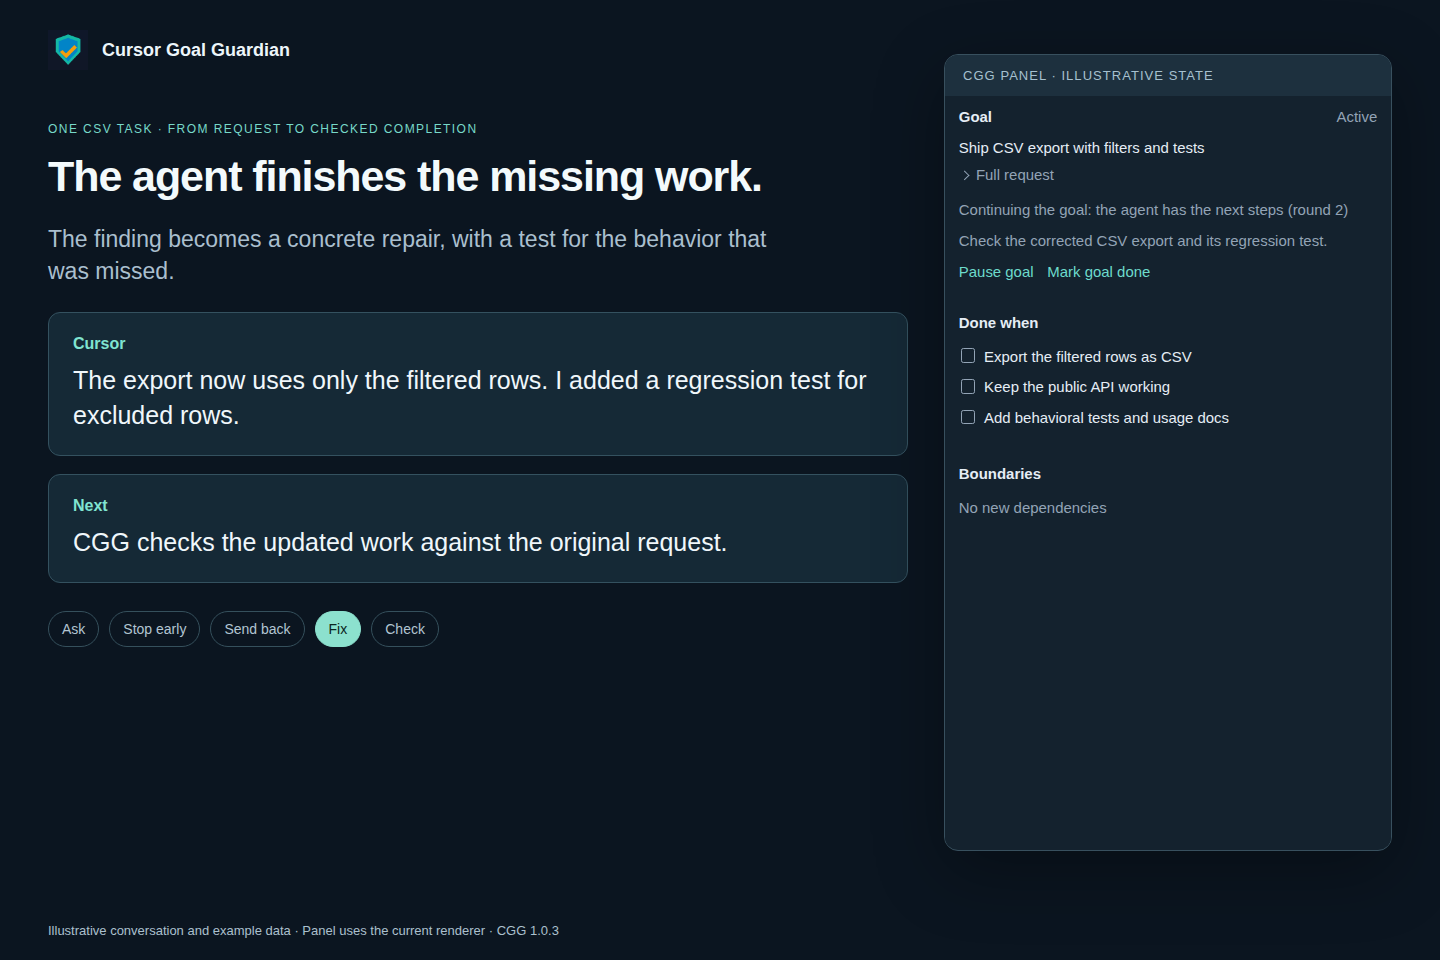 Cursor Goal Guardian
ONE CSV TASK · FROM REQUEST TO CHECKED COMPLETION
The agent finishes the missing work.
The finding becomes a concrete repair, with a test for the behavior that
was missed.
Cursor
The export now uses only the filtered rows. I added a regression test for
excluded rows.
Next
CGG checks the updated work against the original request.
Ask
Stop early
Send back
Fix
Check
CGG PANEL · ILLUSTRATIVE STATE
Goal
Active
Ship CSV export with filters and tests
Full request
Continuing the goal: the agent has the next steps (round 2)
Check the corrected CSV export and its regression test.
Pause goal
Mark goal done
Done when
Export the filtered rows as CSV
Keep the public API working
Add behavioral tests and usage docs
Boundaries
No new dependencies
Illustrative conversation and example data · Panel uses the current renderer · CGG 1.0.3